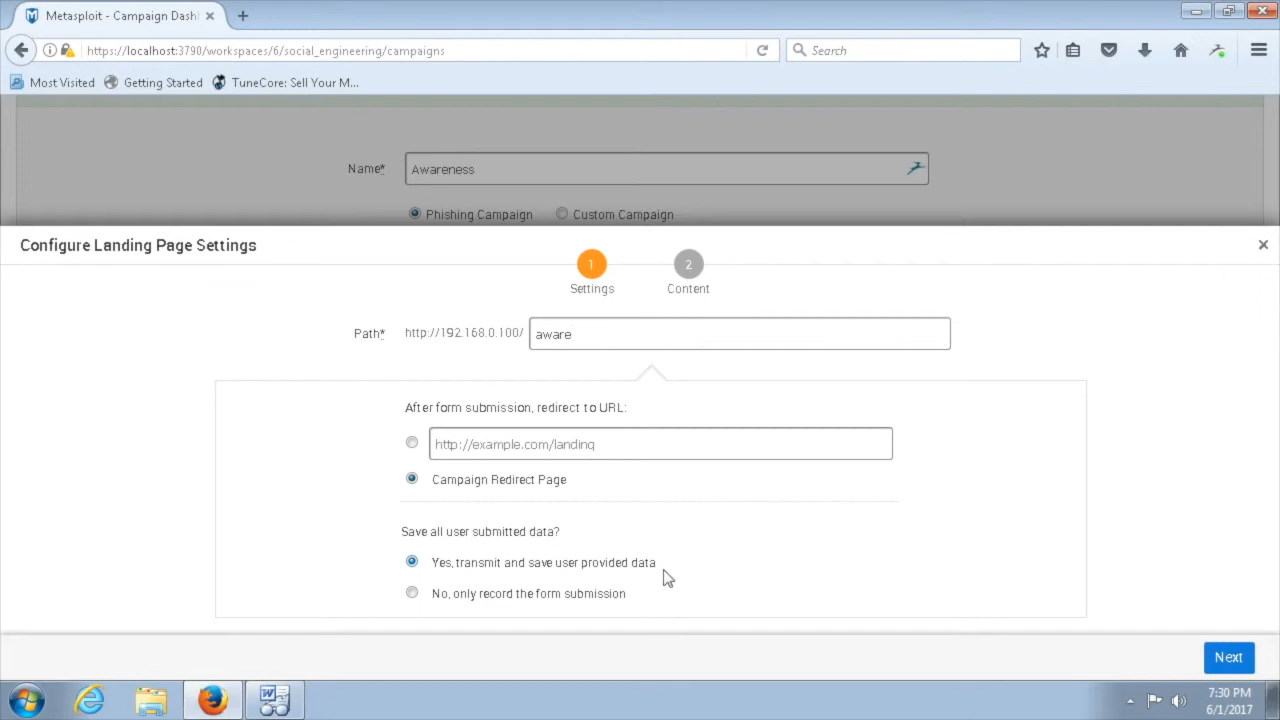 Metasploit - Campaign Dash
https://localhost:3790/workspaces/6/social_engineering/campaigns
Search
Most Visited Getting Started TuneCore: Sell Your M...
Name* Awareness
Phishing Campaign Custom Campaign
Configure Landing Page Settings
1 2
Settings Content
Path* http://192.168.0.100/ aware
After form submission, redirect to URL:
http://example.com/landing
Campaign Redirect Page
Save all user submitted data?
Yes, transmit and save user provided data
No, only record the form submission
Next
7:30 PM
6/1/2017